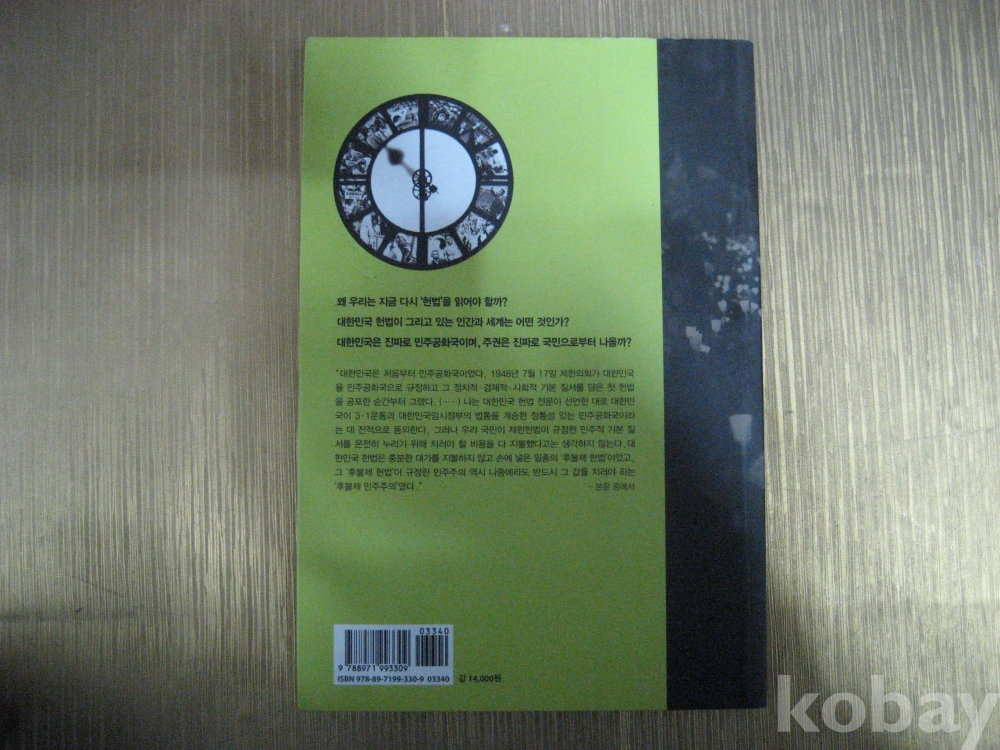 왜 우리는 지금 다시 '헌법'을 읽어야 할까?
대한민국 헌법이 그리고 있는 인간과 세계는 어떤 것인가?
대한민국은 진짜로 민주공화국이며, 주권은 진짜로 국민으로부터 나올까?
"대한민국은 처음부터 민주공화국이었다. 1948년 7월 17일 제헌의회가 대한민국
을 민주공화국으로 규정하고 그 정치적·경제적·사회적 기본 질서를 담은 첫 헌법
을 공포한 순간부터 그랬다. (……) 나는 대한민국 헌법 전문이 선언한 대로 대한민
국이 3·1운동과 대한민국임시정부의 법통을 계승한 정통성 있는 민주공화국이라
는 데 전적으로 동의한다. 그러나 우리 국민이 제헌헌법이 규정한 민주적 기본 질
서를 온전히 누리기 위해 치러야 할 비용을 다 지불했다고는 생각하지 않는다. 대
한민국 헌법은 충분한 대가를 지불하지 않고 손에 넣은 일종의 '후불제 헌법'이었고,
그 '후불제 헌법'이 규정한 민주주의 역시 나중에라도 반드시 그 값을 치러야 하는
'후불제 민주주의'였다."
- 본문 중에서
03340
9 788971 993309
ISBN 978-89-7199-330-9 03340
값 14,000원
kobay